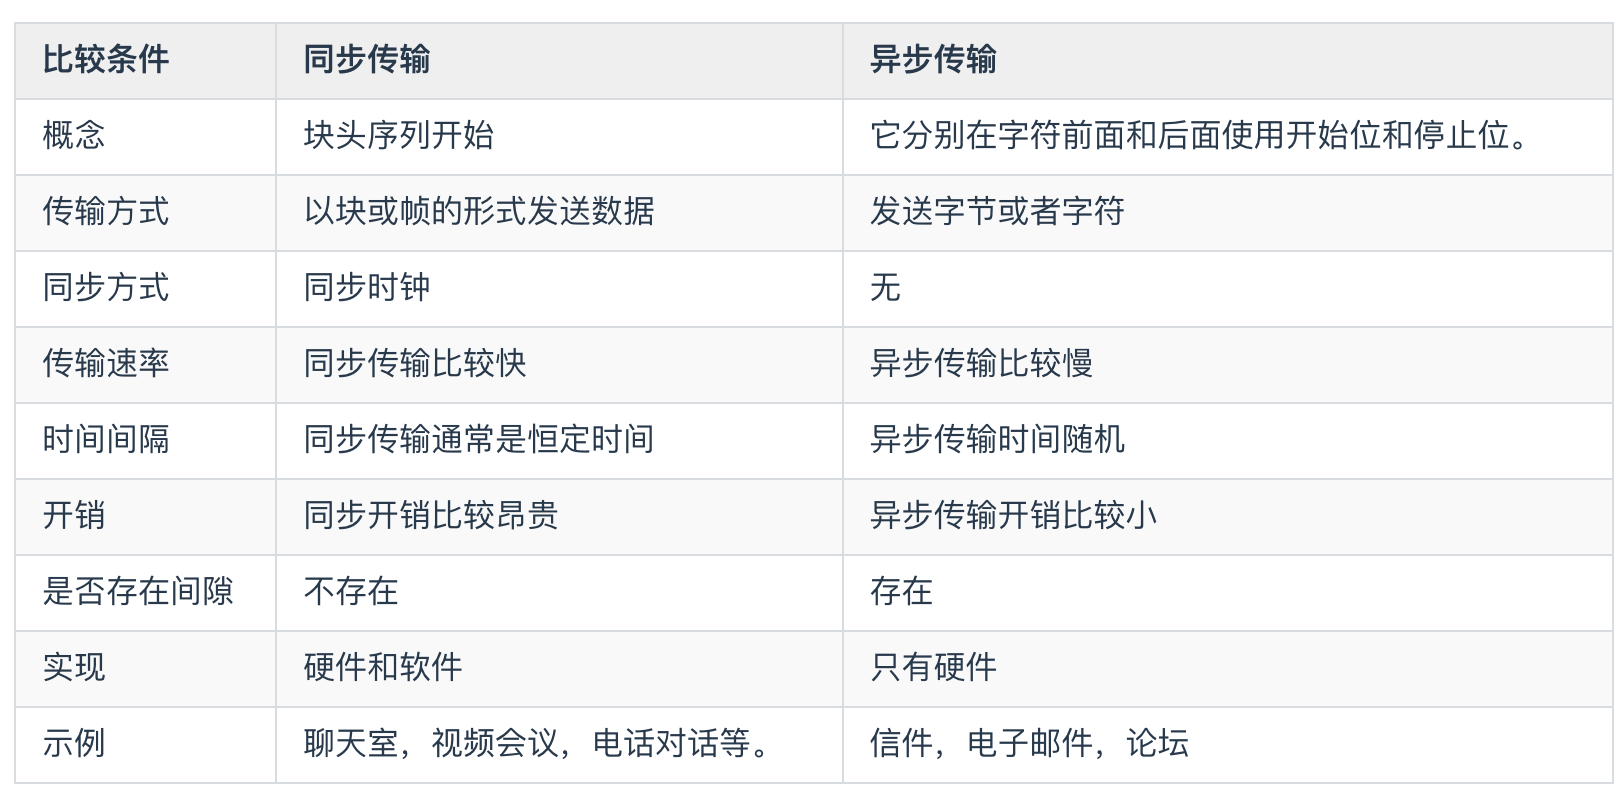 比较条件 同步传输 异步传输
概念 块头序列开始 它分别在字符前面和后面使用开始位和停止位。
传输方式 以块或帧的形式发送数据 发送字节或者字符
同步方式 同步时钟 无
传输速率 同步传输比较快 异步传输比较慢
时间间隔 同步传输通常是恒定时间 异步传输时间随机
开销 同步开销比较昂贵 异步传输开销比较小
是否存在间隙 不存在 存在
实现 硬件和软件 只有硬件
示例 聊天室，视频会议，电话对话等。 信件，电子邮件，论坛